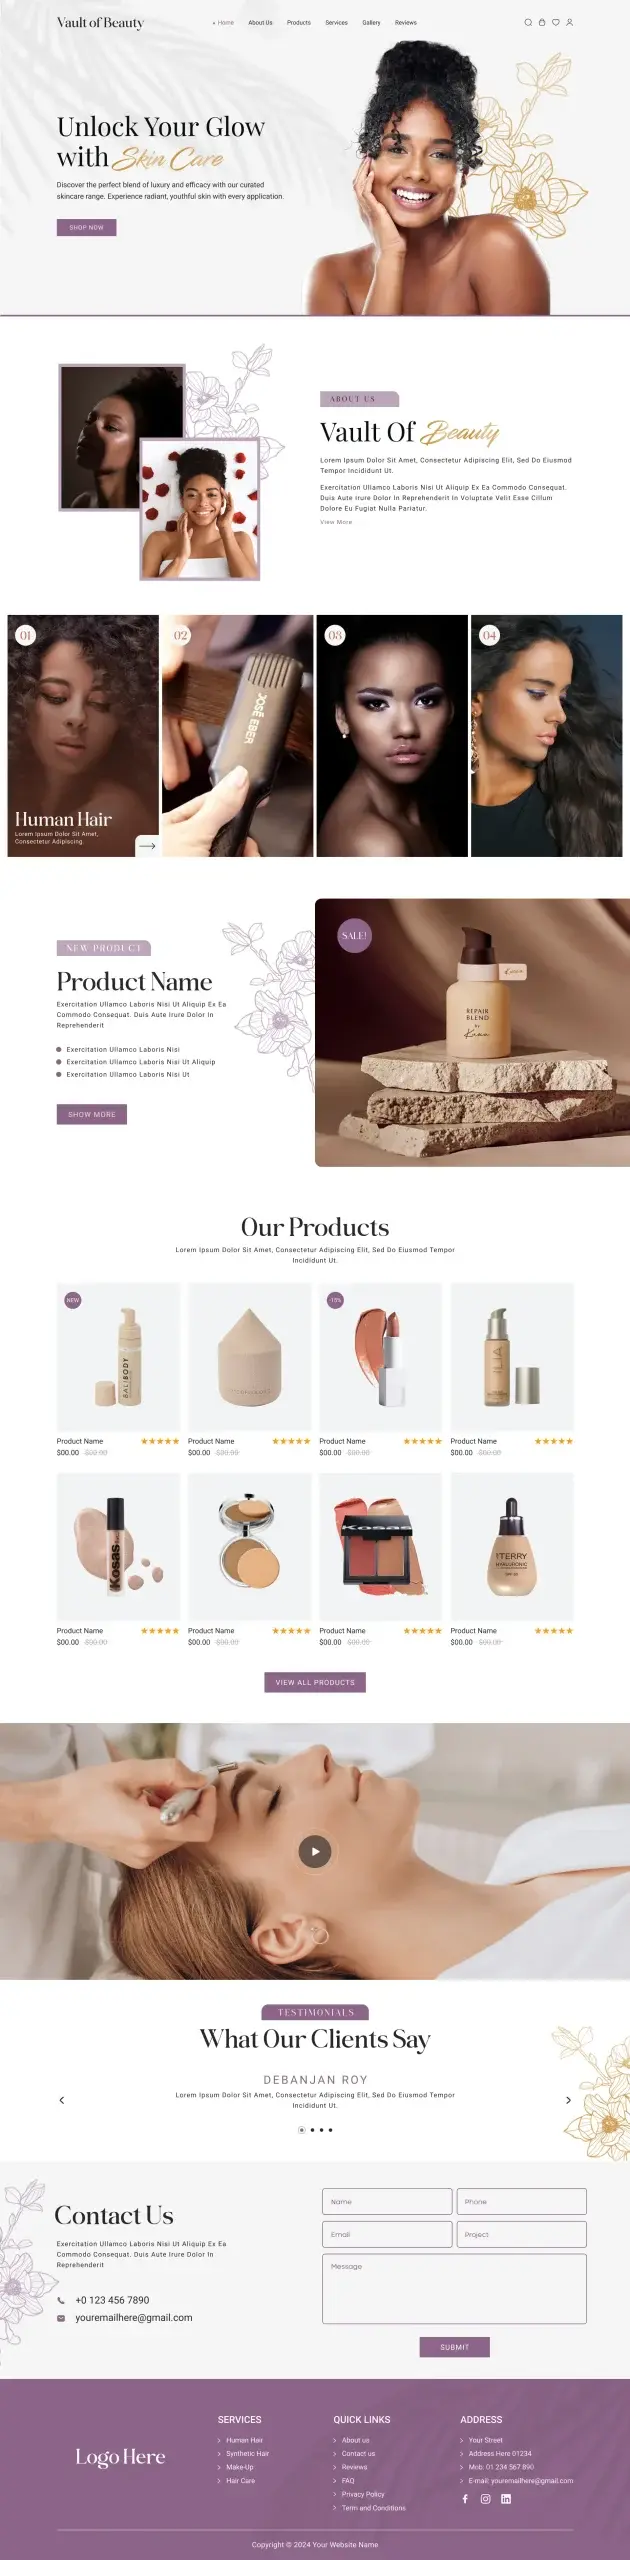 Vault of Beauty
Home About Us Products Services Gallery Reviews
Unlock Your Glow
with Skin Care
Discover the perfect blend of luxury and efficacy with our curated
skincare range. Experience radiant, youthful skin with every application.
SHOP NOW
ABOUT US
Vault Of Beauty
Lorem Ipsum Dolor Sit Amet, Consectetur Adipiscing Elit, Sed Do Eiusmod
Tempor Incididunt Ut.
Exercitation Ullamco Laboris Nisi Ut Aliquip Ex Ea Commodo Consequat.
Duis Aute Irure Dolor In Reprehenderit In Voluptate Velit Esse Cillum
Dolore Eu Fugiat Nulla Pariatur.
View More
01
02
03
04
JOSE EBER
Human Hair
Lorem Ipsum Dolor Sit Amet,
Consectetur Adipiscing.
NEW PRODUCT
Product Name
Exercitation Ullamco Laboris Nisi Ut Aliquip Ex Ea
Commodo Consequat. Duis Aute Irure Dolor In
Reprehenderit
Exercitation Ullamco Laboris Nisi
Exercitation Ullamco Laboris Nisi Ut Aliquip
Exercitation Ullamco Laboris Nisi Ut
SHOW MORE
SALE!
REPAIR
BLEND
BY
Our Products
Lorem Ipsum Dolor Sit Amet, Consectetur Adipiscing Elit, Sed Do Eiusmod Tempor
Incididunt Ut.
NEW
-15%
BALIBODY
Product Name
$00.00 $00.00
Product Name
$00.00 $00.00
Product Name
$00.00 $00.00
Product Name
$00.00 $00.00
Kosas
Kosas
BY TERRY
HYALURONIC
Product Name
$00.00 $00.00
Product Name
$00.00 $00.00
Product Name
$00.00 $00.00
Product Name
$00.00 $00.00
VIEW ALL PRODUCTS
TESTIMONIALS
What Our Clients Say
DEBANJAN ROY
Lorem Ipsum Dolor Sit Amet, Consectetur Adipiscing Elit, Sed Do Eiusmod Tempor
Incididunt Ut.
Contact Us
Exercitation Ullamco Laboris Nisi Ut Aliquip Ex Ea
Commodo Consequat. Duis Aute Irure Dolor In
Reprehenderit
+0 123 456 7890
youremailhere@gmail.com
Name
Phone
Email
Project
Message
SUBMIT
Logo Here
SERVICES
Human Hair
Synthetic Hair
Make-Up
Hair Care
QUICK LINKS
About us
Contact us
Reviews
FAQ
Privacy Policy
Term and Conditions
ADDRESS
Your Street
Address Here 01234
Mob: 01 234 567 890
E-mail: youremailhere@gmail.com
Copyright © 2024 Your Website Name